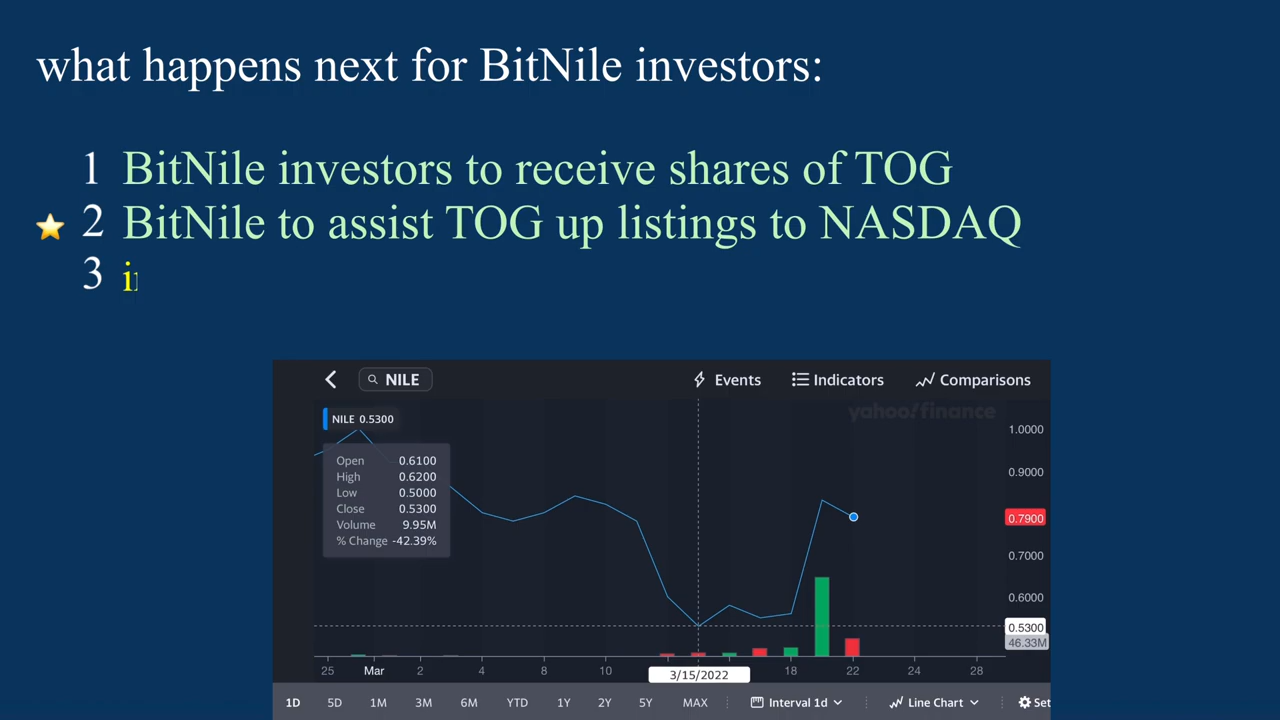 what happens next for BitNile investors:
1 BitNile investors to receive shares of TOG
2 BitNile to assist TOG up listings to NASDAQ
3 i
NILE
Events Indicators Comparisons
yahoo!finance
NILE 0.5300
Open 0.6100
High 0.6200
Low 0.5000
Close 0.5300
Volume 9.95M
% Change -42.39%
1.0000
0.9000
0.7900
0.7000
0.6000
0.5300
46.33M
25 Mar 2 4 8 10 3/15/2022 18 22 24 28
1D 5D 1M 3M 6M YTD 1Y 2Y 5Y MAX Interval 1d Line Chart Set